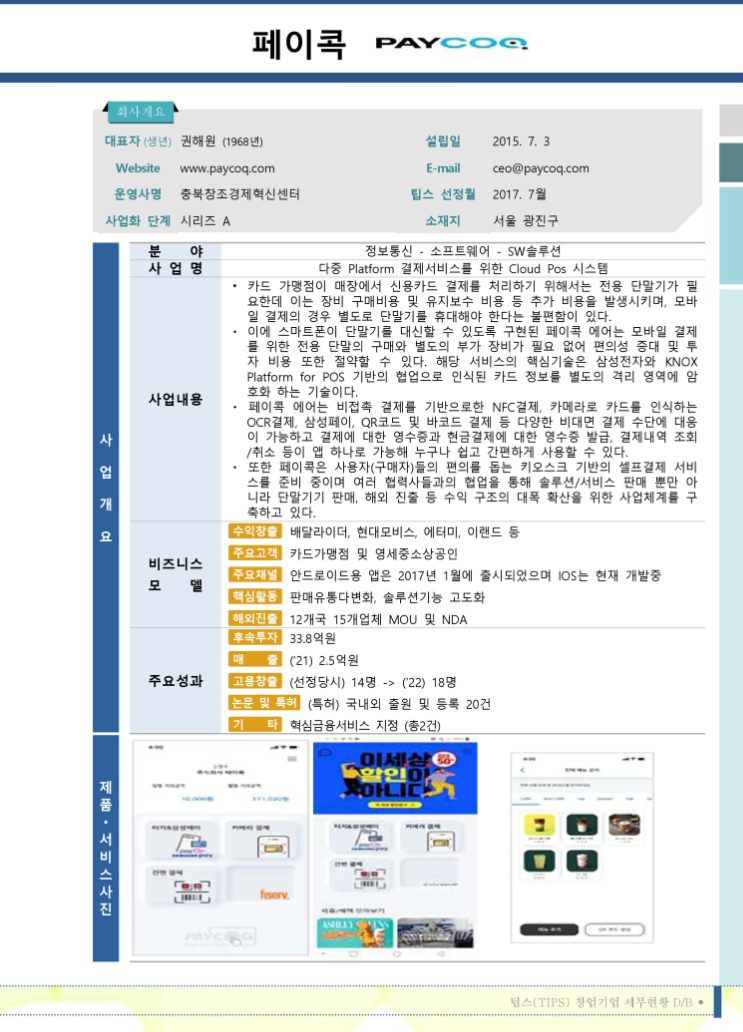 페이콕 PAYCOQ
회사개요
대표자 (생년) 권해원 (1968년) 설립일 2015. 7. 3
Website www.paycoq.com E-mail ceo@paycoq.com
운영사명 충북창조경제혁신센터 팁스 선정월 2017. 7월
사업화 단계 시리즈 A 소재지 서울 광진구
사업개요
분 야 정보통신 - 소프트웨어 - SW솔루션
사 업 명 다중 Platform 결제서비스를 위한 Cloud Pos 시스템
사업내용
• 카드 가맹점이 매장에서 신용카드 결제를 처리하기 위해서는 전용 단말기가 필
요한데 이는 장비 구매비용 및 유지보수 비용 등 추가 비용을 발생시키며, 모바
일 결제의 경우 별도로 단말기를 휴대해야 한다는 불편함이 있다.
• 이에 스마트폰이 단말기를 대신할 수 있도록 구현된 페이콕 에어는 모바일 결제
를 위한 전용 단말의 구매와 별도의 부가 장비가 필요 없어 편의성 증대 및 투
자 비용 또한 절약할 수 있다. 해당 서비스의 핵심기술은 삼성전자와 KNOX
Platform for POS 기반의 협업으로 인식된 카드 정보를 별도의 격리 영역에 암
호화 하는 기술이다.
• 페이콕 에어는 비접촉 결제를 기반으로한 NFC결제, 카메라로 카드를 인식하는
OCR결제, 삼성페이, QR코드 및 바코드 결제 등 다양한 비대면 결제 수단에 대응
이 가능하고 결제에 대한 영수증과 현금결제에 대한 영수증 발급, 결제내역 조회
/취소 등이 앱 하나로 가능해 누구나 쉽고 간편하게 사용할 수 있다.
• 또한 페이콕은 사용자(구매자)들의 편의를 돕는 키오스크 기반의 셀프결제 서비
스를 준비 중이며 여러 협력사들과의 협업을 통해 솔루션/서비스 판매 뿐만 아
니라 단말기기 판매, 해외 진출 등 수익 구조의 대폭 확산을 위한 사업체계를 구
축하고 있다.
비즈니스
모 델
수익창출 배달라이더, 현대모비스, 에터미, 이랜드 등
주요고객 카드가맹점 및 영세중소상공인
주요채널 안드로이드용 앱은 2017년 1월에 출시되었으며 IOS는 현재 개발중
핵심활동 판매유통다변화, 솔루션기능 고도화
해외진출 12개국 15개업체 MOU 및 NDA
주요성과
후속투자 33.8억원
매 출 ('21) 2.5억원
고용창출 (선정당시) 14명 -> ('22) 18명
논문 및 특허 (특허) 국내외 출원 및 등록 20건
기 타 혁심금융서비스 지정 (총2건)
제품·서비스사진
주식회사 페이콕
터치&삼성페이 카메라 결제
간편 결제
fiserv.
PAYCOQ
이세상
할인이
아니다
50%
터치&삼성페이 카메라 결제
간편 결제
팁스(TIPS) 창업기업 세부현황 D/B •